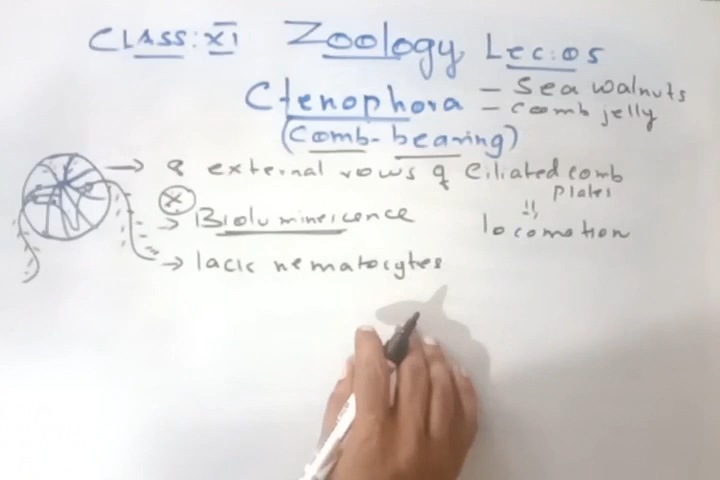 CLASS: XI Zoology Lec:05
Ctenophora - Sea walnuts
- comb jelly
(comb-bearing)
→ 8 external rows of Ciliated comb
plates
→ Bioluminescence
locomotion
→ lack nematocytes